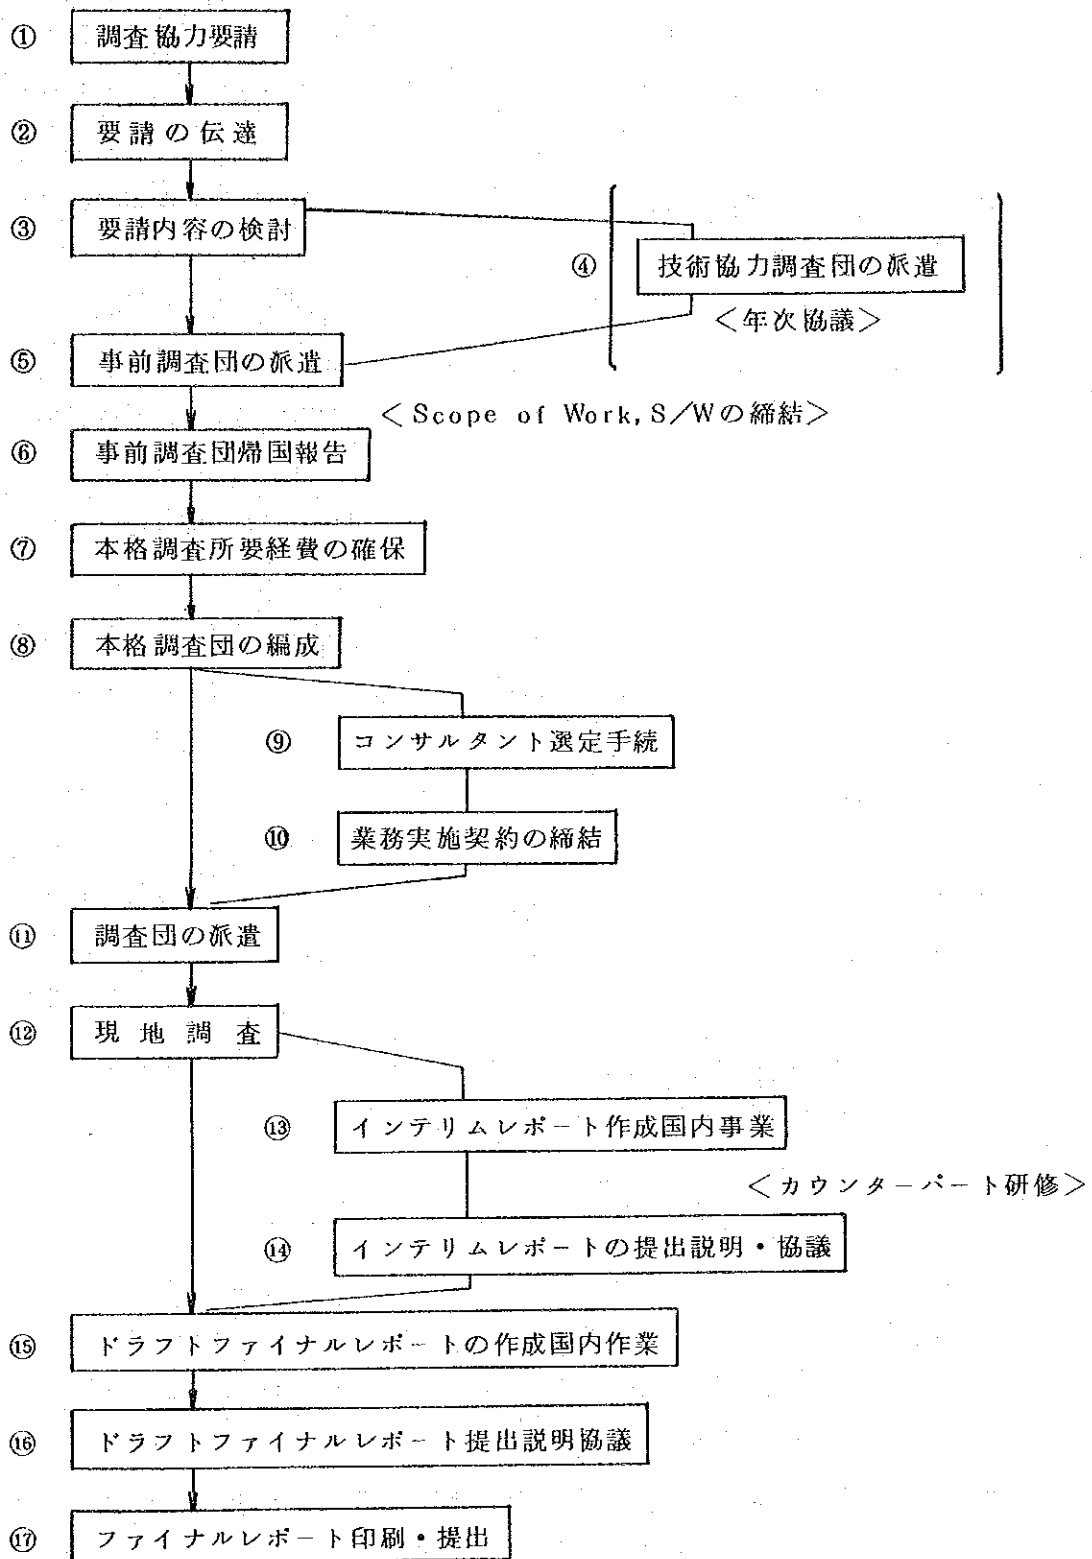 ① 調査協力要請
② 要請の伝達
③ 要請内容の検討
④ 技術協力調査団の派遣
＜年次協議＞
⑤ 事前調査団の派遣
＜Scope of Work, S／Wの締結＞
⑥ 事前調査団帰国報告
⑦ 本格調査所要経費の確保
⑧ 本格調査団の編成
⑨ コンサルタント選定手続
⑩ 業務実施契約の締結
⑪ 調査団の派遣
⑫ 現地調査
⑬ インテリムレポート作成国内事業
＜カウンターパート研修＞
⑭ インテリムレポートの提出説明・協議
⑮ ドラフトファイナルレポートの作成国内作業
⑯ ドラフトファイナルレポート提出説明協議
⑰ ファイナルレポート印刷・提出